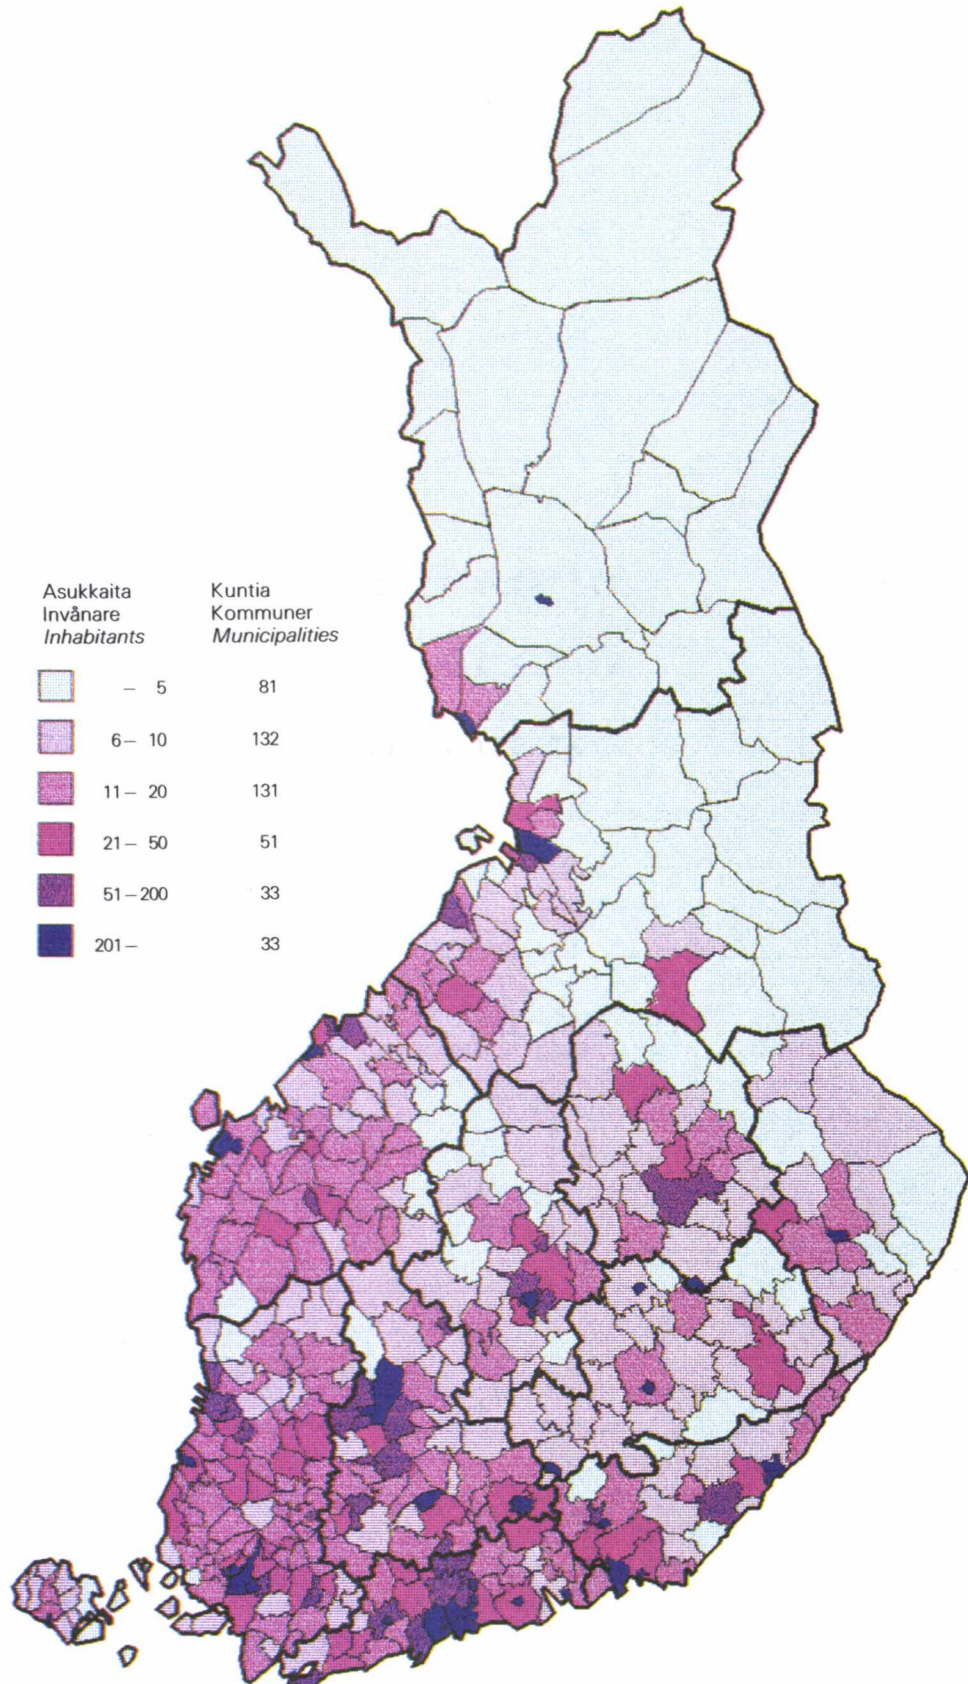 Asukkaita Kuntia
Invånare Kommuner
Inhabitants Municipalities
– 5 81
6– 10 132
11– 20 131
21– 50 51
51–200 33
201– 33